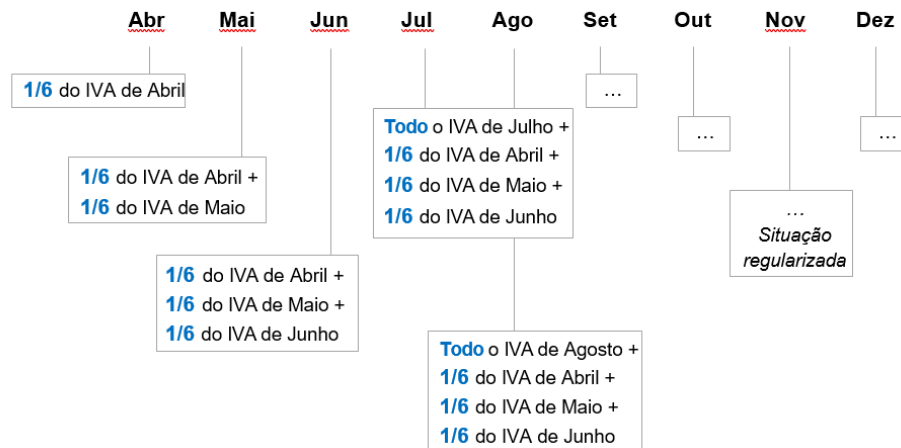 Abr Mai Jun Jul Ago Set Out Nov Dez
1/6 do IVA de Abril
...
Todo o IVA de Julho +
1/6 do IVA de Abril +
1/6 do IVA de Maio +
1/6 do IVA de Junho
...
...
1/6 do IVA de Abril +
1/6 do IVA de Maio
...
Situação
regularizada
1/6 do IVA de Abril +
1/6 do IVA de Maio +
1/6 do IVA de Junho
Todo o IVA de Agosto +
1/6 do IVA de Abril +
1/6 do IVA de Maio +
1/6 do IVA de Junho